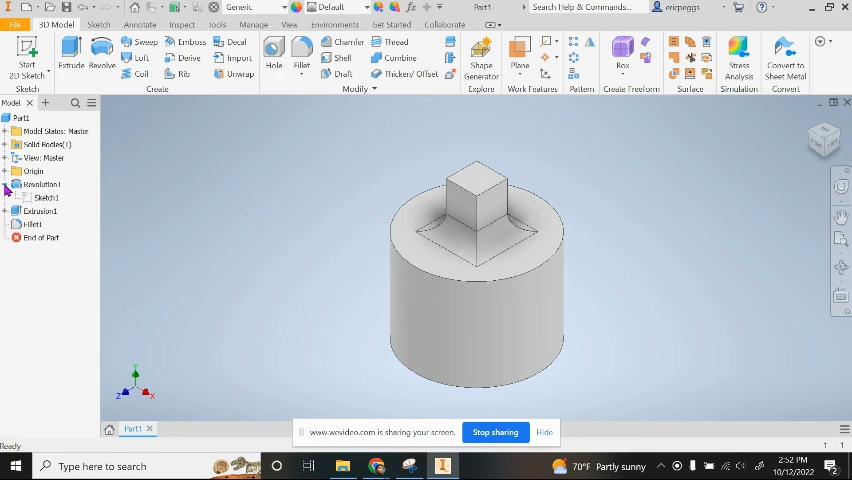 Generic
Default
Part1
Search Help & Commands...
ericpeggs
File
3D Model
Sketch
Annotate
Inspect
Tools
Manage
View
Environments
Get Started
Collaborate
Start
2D Sketch
Extrude
Revolve
Sweep
Loft
Coil
Emboss
Derive
Rib
Decal
Import
Unwrap
Hole
Fillet
Chamfer
Shell
Draft
Thread
Combine
Thicken/ Offset
Shape
Generator
Plane
Box
Stress
Analysis
Convert to
Sheet Metal
Sketch
Create
Modify
Explore
Work Features
Pattern
Create Freeform
Surface
Simulation
Convert
Model
Part1
Model States: Master
Solid Bodies(1)
View: Master
Origin
Revolution1
Sketch1
Extrusion1
Fillet1
End of Part
Y
Z
X
Part1
www.wevideo.com is sharing your screen.
Stop sharing
Hide
Ready
1
1
Type here to search
70°F Partly sunny
2:52 PM
10/12/2022
2